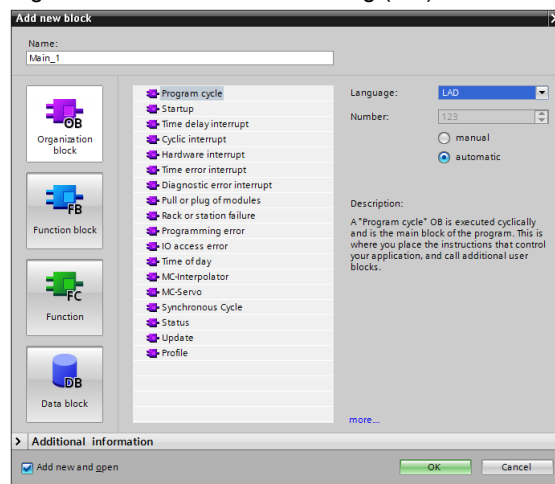 Add new block
Name:
Main_1
OB
Organization
block
FB
Function block
FC
Function
DB
Data block
Program cycle
Startup
Time delay interrupt
Cyclic interrupt
Hardware interrupt
Time error interrupt
Diagnostic error interrupt
Pull or plug of modules
Rack or station failure
Programming error
IO access error
Time of day
MC-Interpolator
MC-Servo
Synchronous Cycle
Status
Update
Profile
Language: LAD
Number: 123
manual
automatic
Description:
A "Program cycle" OB is executed cyclically
and is the main block of the program. This is
where you place the instructions that control
your application, and call additional user
blocks.
more...
> Additional information
Add new and open
OK Cancel